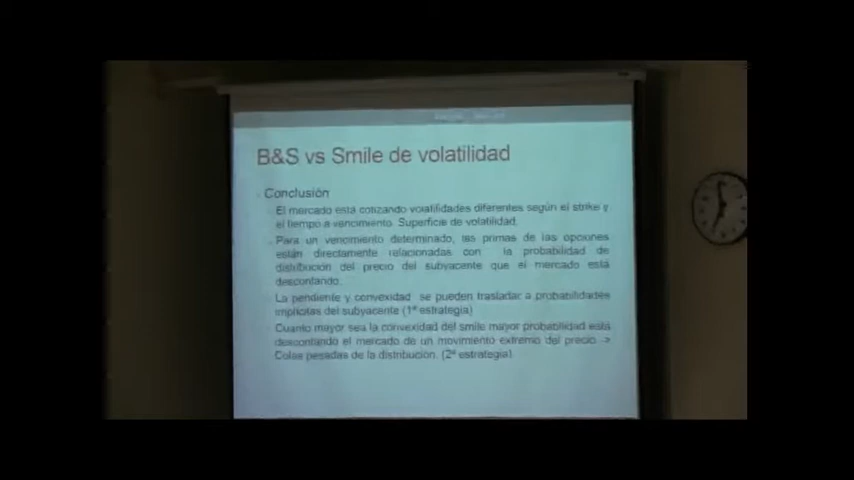 B&S vs Smile de volatilidad
Conclusión
El mercado está cotizando volatilidades diferentes según el strike y
el tiempo a vencimiento. Superficie de volatilidad.
Para un vencimiento determinado, las primas de las opciones
están directamente relacionadas con la probabilidad de
distribución del precio del subyacente que el mercado está
descontando.
La pendiente y convexidad se pueden trasladar a probabilidades
implícitas del subyacente (1ª estrategia)
Cuanto mayor sea la convexidad del smile mayor probabilidad está
descontando el mercado de un movimiento extremo del precio ->
Colas pesadas de la distribución. (2ª estrategia)